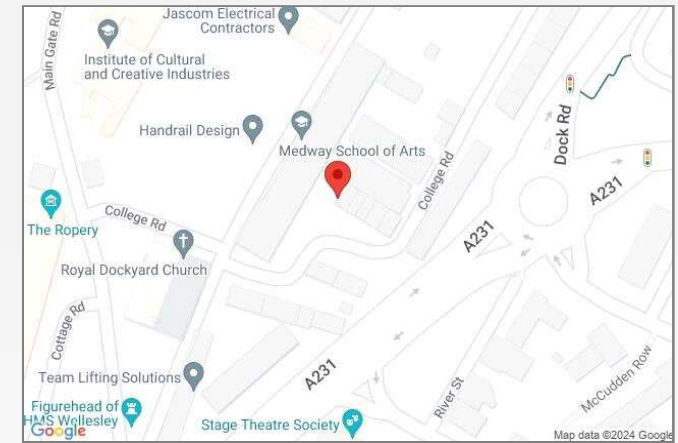 Main Gate Rd
Jascom Electrical
Contractors
Institute of Cultural
and Creative Industries
Handrail Design
Medway School of Arts
Dock Rd
A231
The Ropery
College Rd
College Rd
A231
Royal Dockyard Church
Cottage Rd
Team Lifting Solutions
A231
Figurehead of
HMS Wellesley
Stage Theatre Society
River St
McCudden Row
Google
Map data ©2024 Google